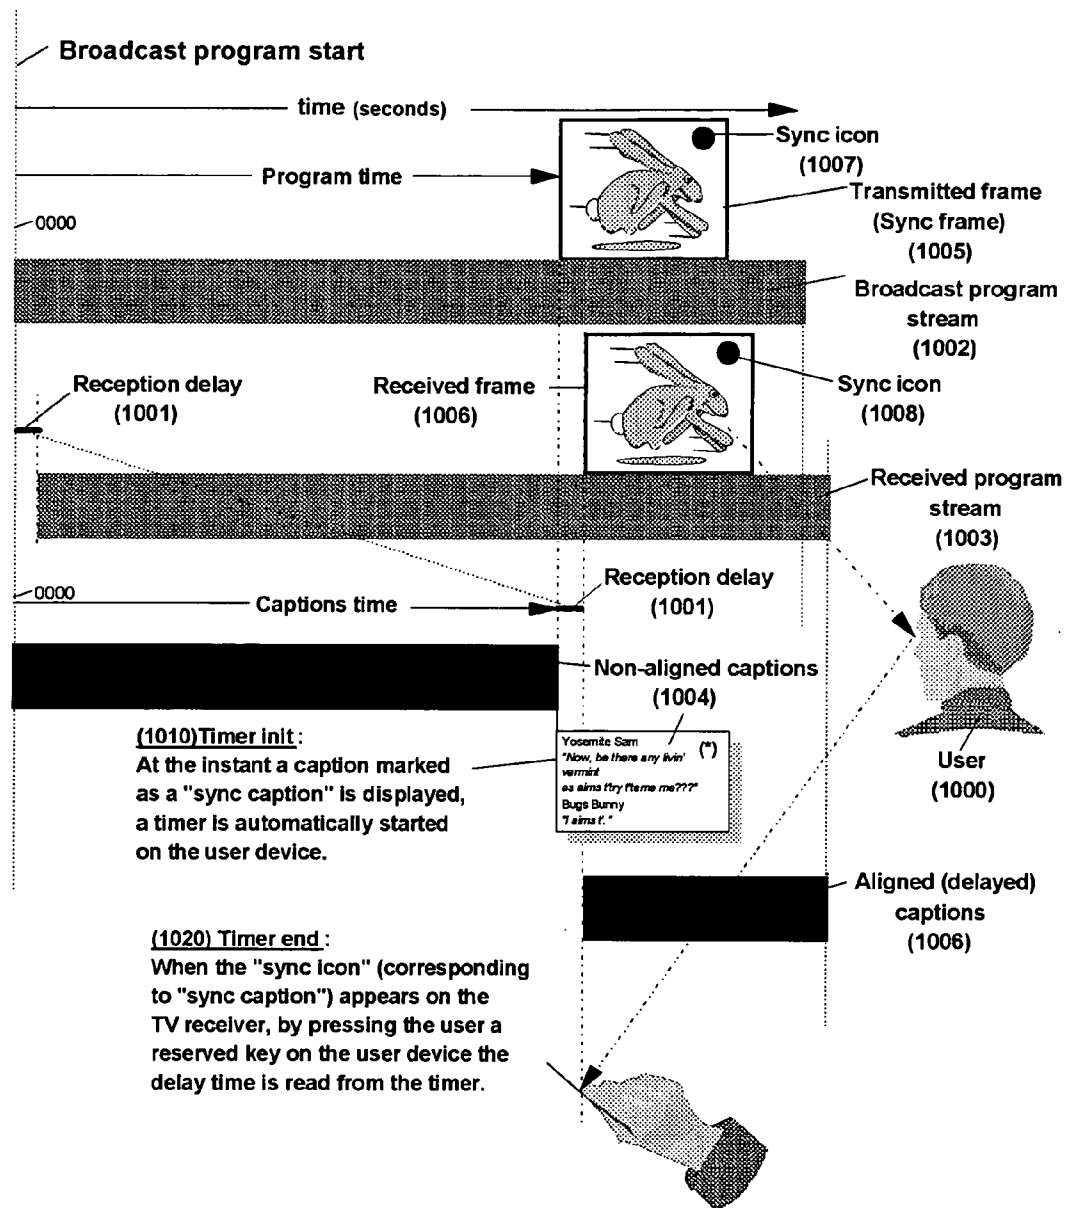 Broadcast program start
time (seconds)
Sync icon
(1007)
Program time
Transmitted frame
(Sync frame)
(1005)
0000
Broadcast program
stream
(1002)
Reception delay
(1001)
Received frame
(1006)
Sync icon
(1008)
Received program
stream
(1003)
0000
Captions time
Reception delay
(1001)
Non-aligned captions
(1004)
(1010)Timer init :
At the instant a caption marked
as a "sync caption" is displayed,
a timer is automatically started
on the user device.
Yosemite Sam
(*)
"Now, be there any livin'
varmint
as aims t'try t'tame me???"
Bugs Bunny
"I aims t'. "
User
(1000)
Aligned (delayed)
captions
(1006)
(1020) Timer end :
When the "sync icon" (corresponding
to "sync caption") appears on the
TV receiver, by pressing the user a
reserved key on the user device the
delay time is read from the timer.